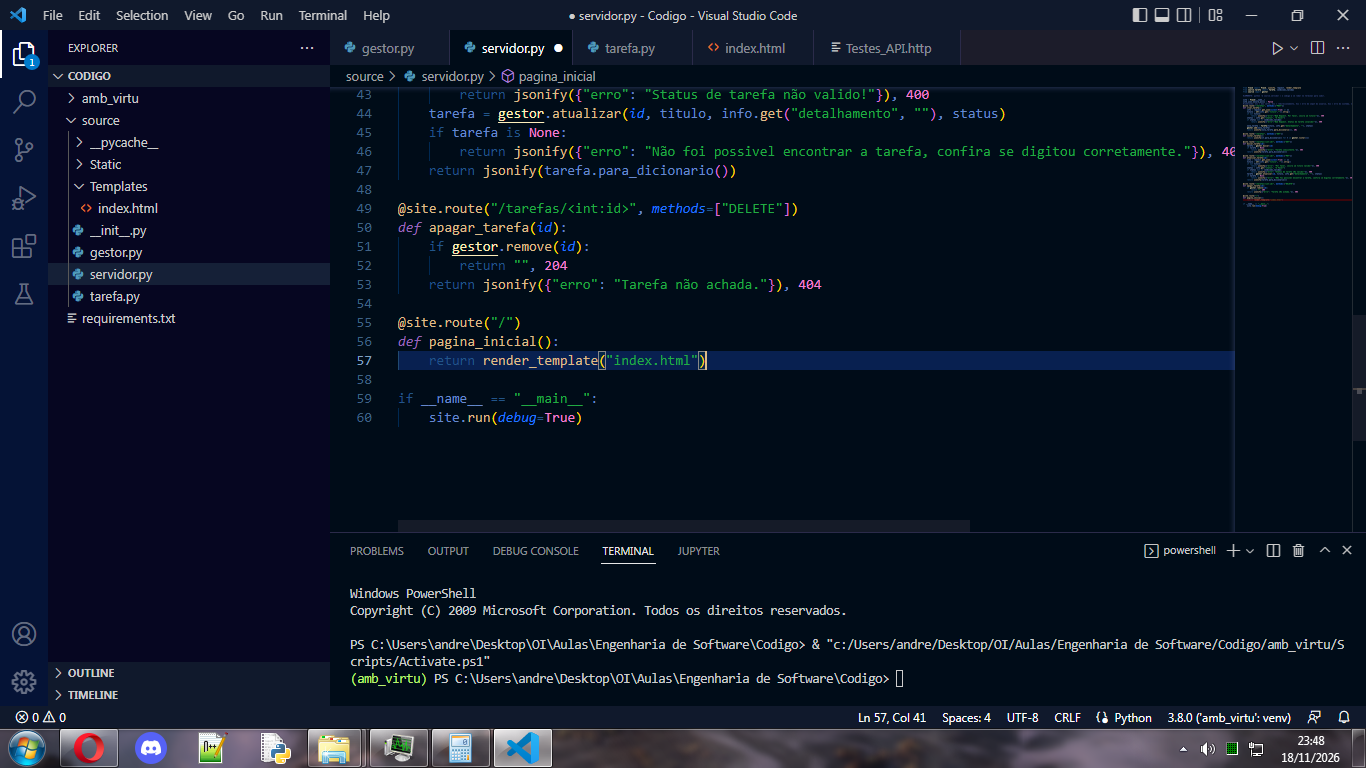 File Edit Selection View Go Run Terminal Help
● servidor.py - Codigo - Visual Studio Code
EXPLORER
gestor.py
servidor.py
tarefa.py
index.html
Testes_API.http
1
CODIGO
amb_virtu
source
__pycache__
Static
Templates
index.html
__init__.py
gestor.py
servidor.py
tarefa.py
requirements.txt
OUTLINE
TIMELINE
source > servidor.py > pagina_inicial
43 return jsonify({"erro": "Status de tarefa não valido!"}), 400
44 tarefa = gestor.atualizar(id, titulo, info.get("detalhamento", ""), status)
45 if tarefa is None:
46 return jsonify({"erro": "Não foi possivel encontrar a tarefa, confira se digitou corretamente."}), 40
47 return jsonify(tarefa.para_dicionario())
48
49 @site.route("/tarefas/<int:id>", methods=["DELETE"])
50 def apagar_tarefa(id):
51 if gestor.remove(id):
52 return "", 204
53 return jsonify({"erro": "Tarefa não achada."}), 404
54
55 @site.route("/")
56 def pagina_inicial():
57 return render_template("index.html")
58
59 if __name__ == "__main__":
60 site.run(debug=True)
PROBLEMS OUTPUT DEBUG CONSOLE TERMINAL JUPYTER
powershell
Windows PowerShell
Copyright (C) 2009 Microsoft Corporation. Todos os direitos reservados.
PS C:\Users\andre\Desktop\OI\Aulas\Engenharia de Software\Codigo> & "c:/Users/andre/Desktop/OI/Aulas/Engenharia de Software/Codigo/amb_virtu/S
cripts/Activate.ps1"
(amb_virtu) PS C:\Users\andre\Desktop\OI\Aulas\Engenharia de Software\Codigo>
0 0
Ln 57, Col 41 Spaces: 4 UTF-8 CRLF Python 3.8.0 ('amb_virtu': venv)
23:48
18/11/2026